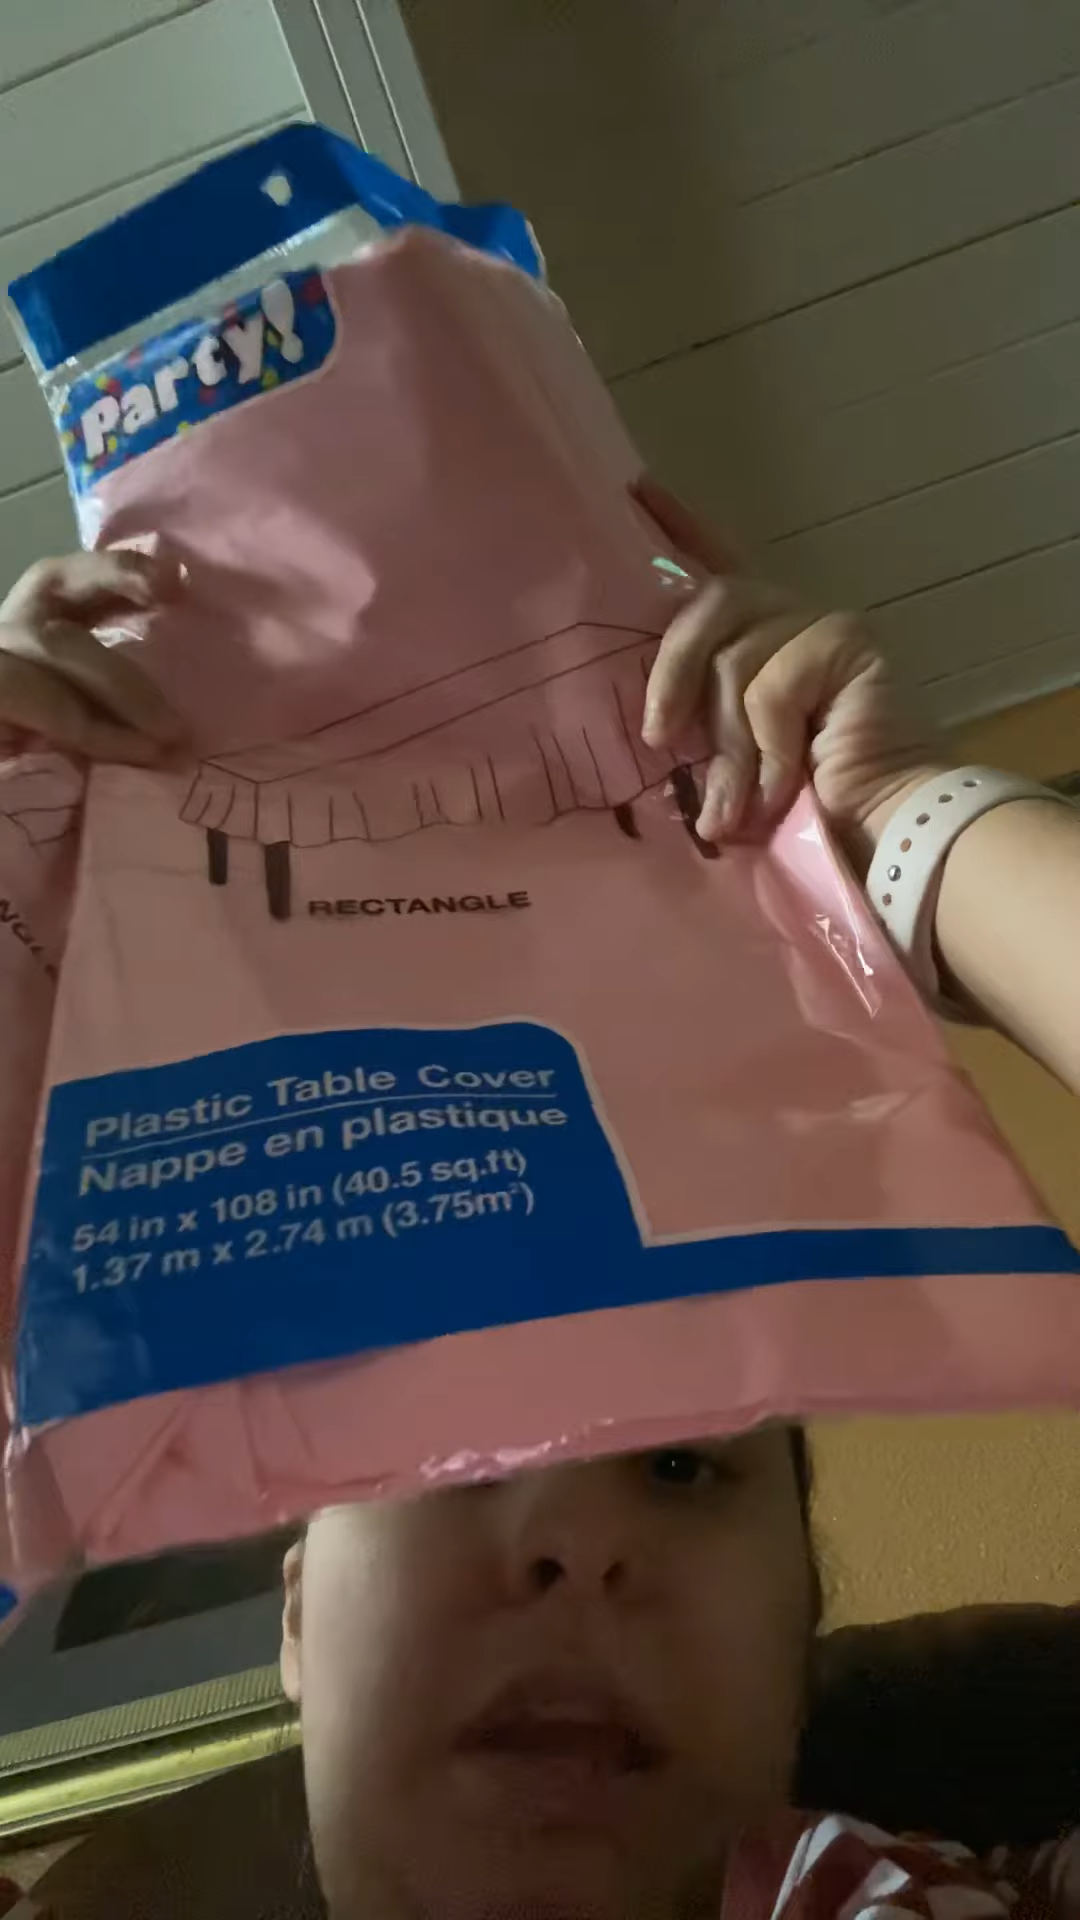 Party!
RECTANGLE
Plastic Table Cover
Nappe en plastique
54 in x 108 in (40.5 sq.ft)
1.37 m x 2.74 m (3.75m²)